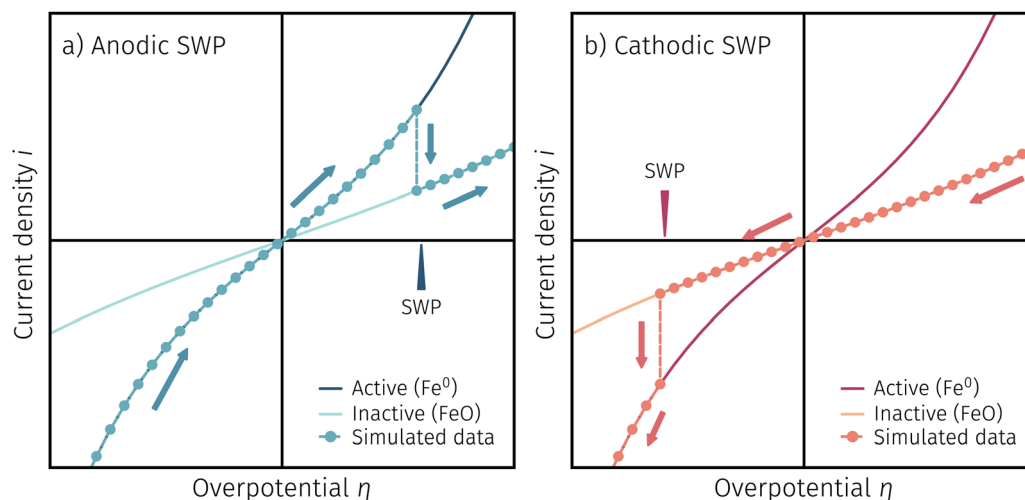 a) Anodic SWP
Current density i
SWP
Active (Fe⁰)
Inactive (FeO)
Simulated data
Overpotential η
b) Cathodic SWP
Current density i
SWP
Active (Fe⁰)
Inactive (FeO)
Simulated data
Overpotential η